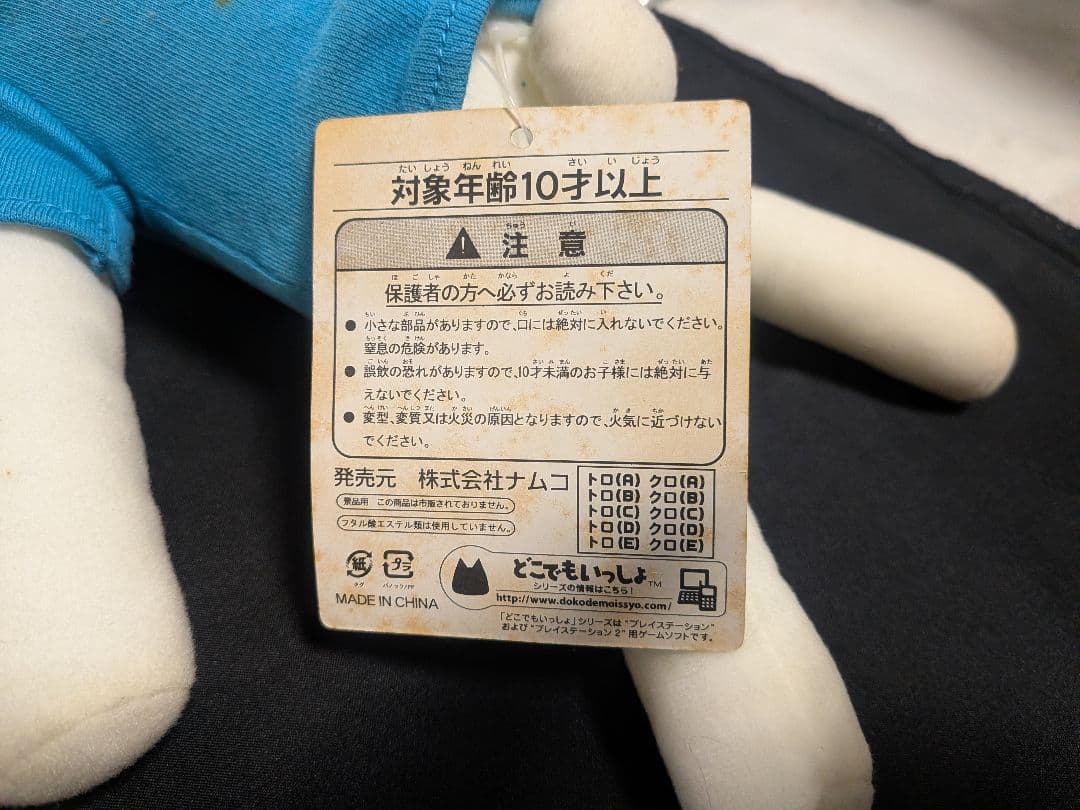 対象年齢10才以上
注意
保護者の方へ必ずお読み下さい。
● 小さな部品がありますので、口には絶対に入れないでください。
窒息の危険があります。
● 誤飲の恐れがありますので、10才未満のお子様には絶対に与
えないでください。
● 変型、変質又は火災の原因となりますので、火気に近づけない
でください。
発売元 株式会社ナムコ
景品用 この商品は市販されておりません。
フタル酸エステル類は使用していません。
トロ(A) クロ(A)
トロ(B) クロ(B)
トロ(C) クロ(C)
トロ(D) クロ(D)
トロ(E) クロ(E)
紙 プラ
タグ
MADE IN CHINA
どこでもいっしょ TM
シリーズの情報はこちら!
http://www.dokodemoissyo.com/
「どこでもいっしょ」シリーズは "プレイステーション"
および "プレイステーション 2" 用ゲームソフトです。